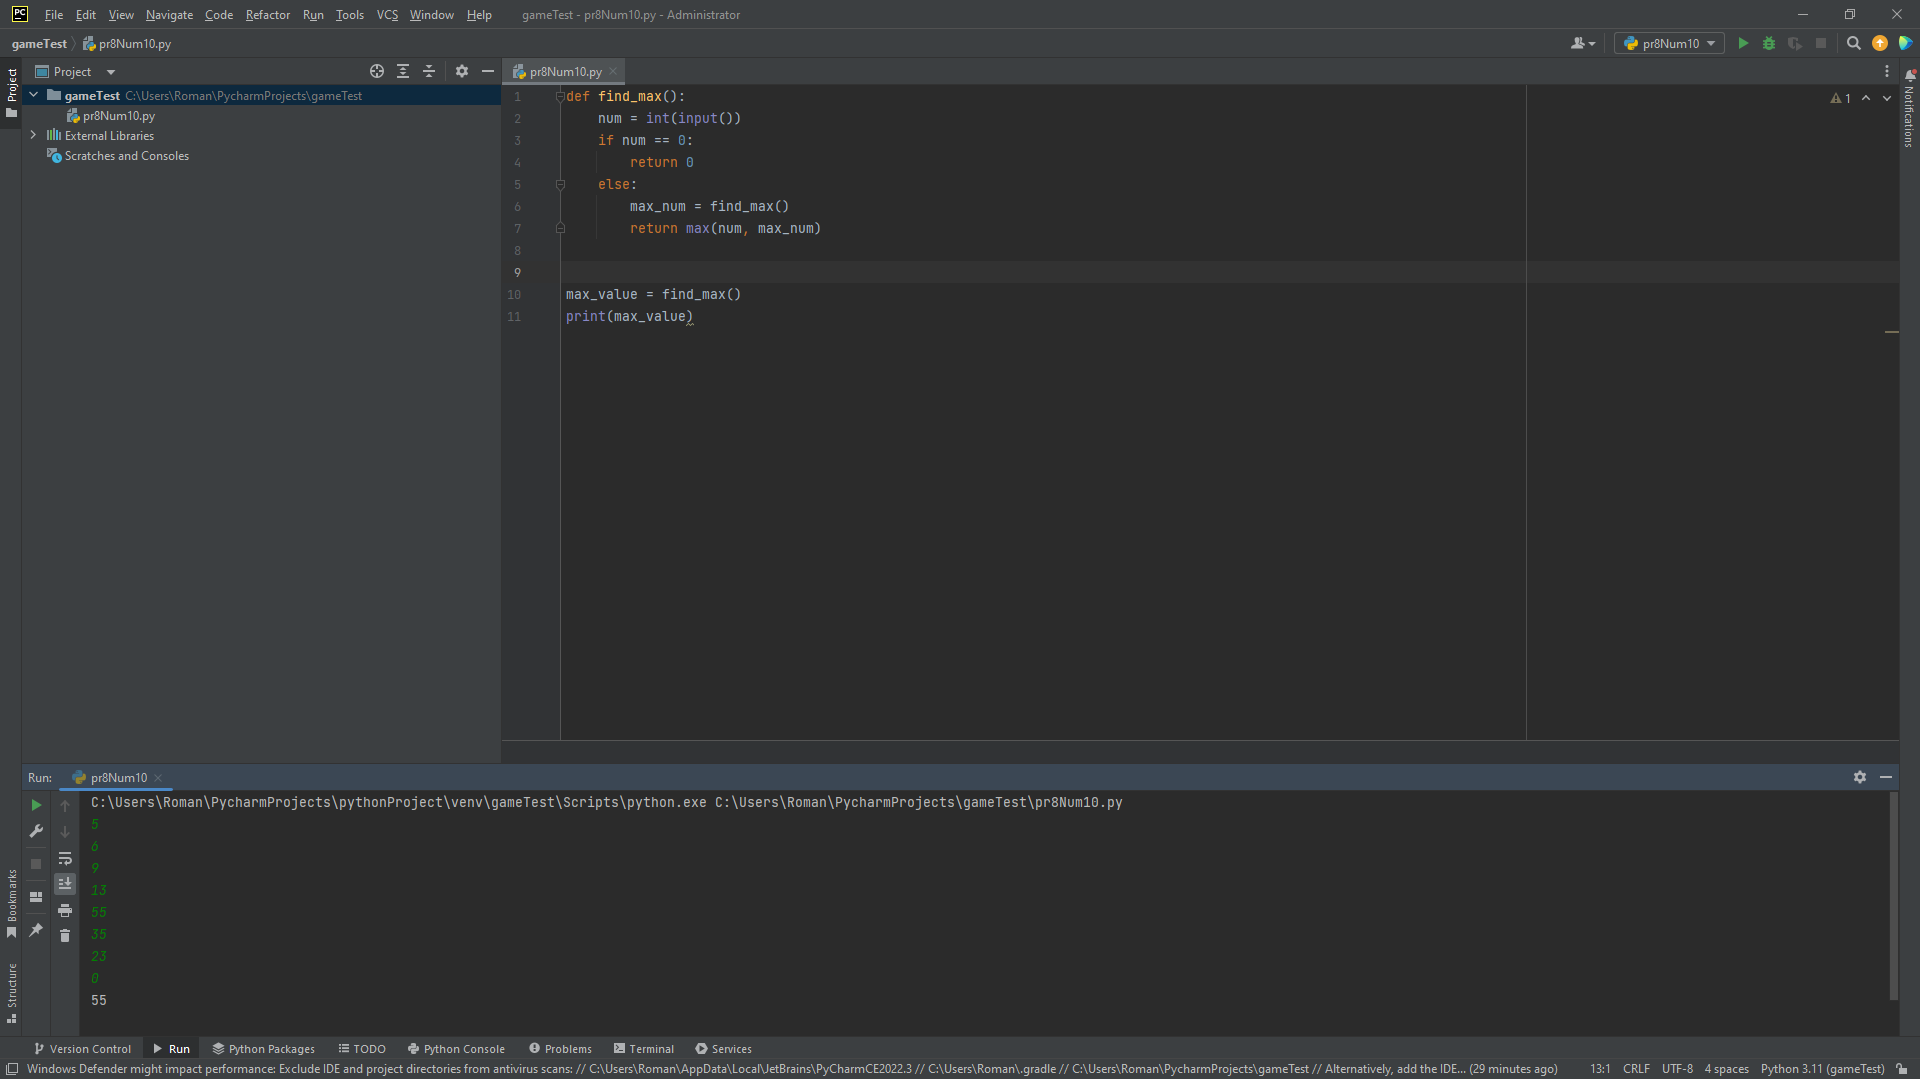 PC File Edit View Navigate Code Refactor Run Tools VCS Window Help gameTest - pr8Num10.py - Administrator
gameTest pr8Num10.py pr8Num10
Project Project pr8Num10.py
gameTest C:\Users\Roman\PycharmProjects\gameTest
pr8Num10.py
External Libraries
Scratches and Consoles
1 def find_max():
2 num = int(input())
3 if num == 0:
4 return 0
5 else:
6 max_num = find_max()
7 return max(num, max_num)
8
9
10 max_value = find_max()
11 print(max_value)
1
Notifications
Run: pr8Num10
C:\Users\Roman\PycharmProjects\pythonProject\venv\gameTest\Scripts\python.exe C:\Users\Roman\PycharmProjects\gameTest\pr8Num10.py
5
6
9
13
55
35
23
0
55
Bookmarks
Structure
Version Control Run Python Packages TODO Python Console Problems Terminal Services
Windows Defender might impact performance: Exclude IDE and project directories from antivirus scans: // C:\Users\Roman\AppData\Local\JetBrains\PyCharmCE2022.3 // C:\Users\Roman\.gradle // C:\Users\Roman\PycharmProjects\gameTest // Alternatively, add the IDE... (29 minutes ago) 13:1 CRLF UTF-8 4 spaces Python 3.11 (gameTest)